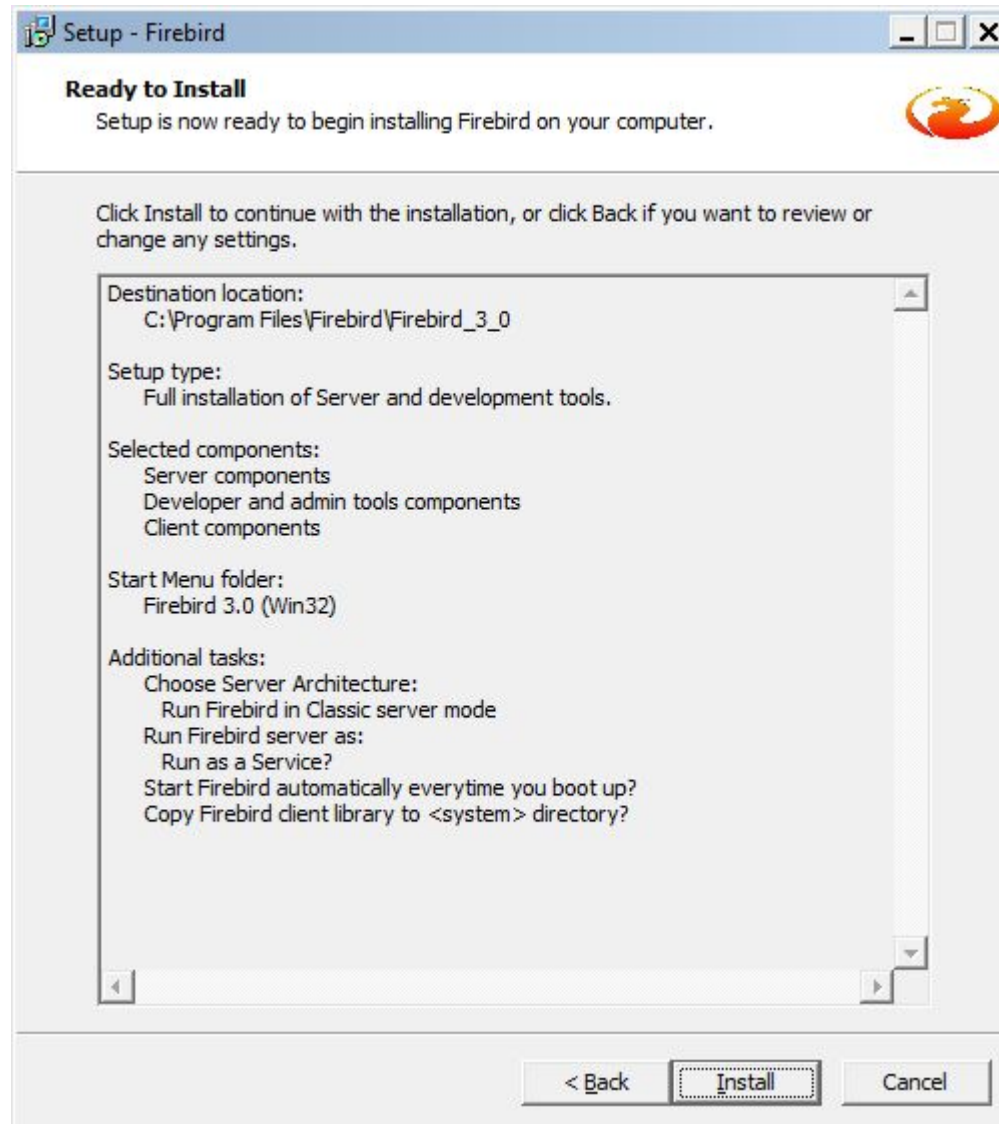 Setup - Firebird
Ready to Install
Setup is now ready to begin installing Firebird on your computer.
Click Install to continue with the installation, or click Back if you want to review or
change any settings.
Destination location:
C:\Program Files\Firebird\Firebird_3_0
Setup type:
Full installation of Server and development tools.
Selected components:
Server components
Developer and admin tools components
Client components
Start Menu folder:
Firebird 3.0 (Win32)
Additional tasks:
Choose Server Architecture:
Run Firebird in Classic server mode
Run Firebird server as:
Run as a Service?
Start Firebird automatically everytime you boot up?
Copy Firebird client library to <system> directory?
< Back Install Cancel